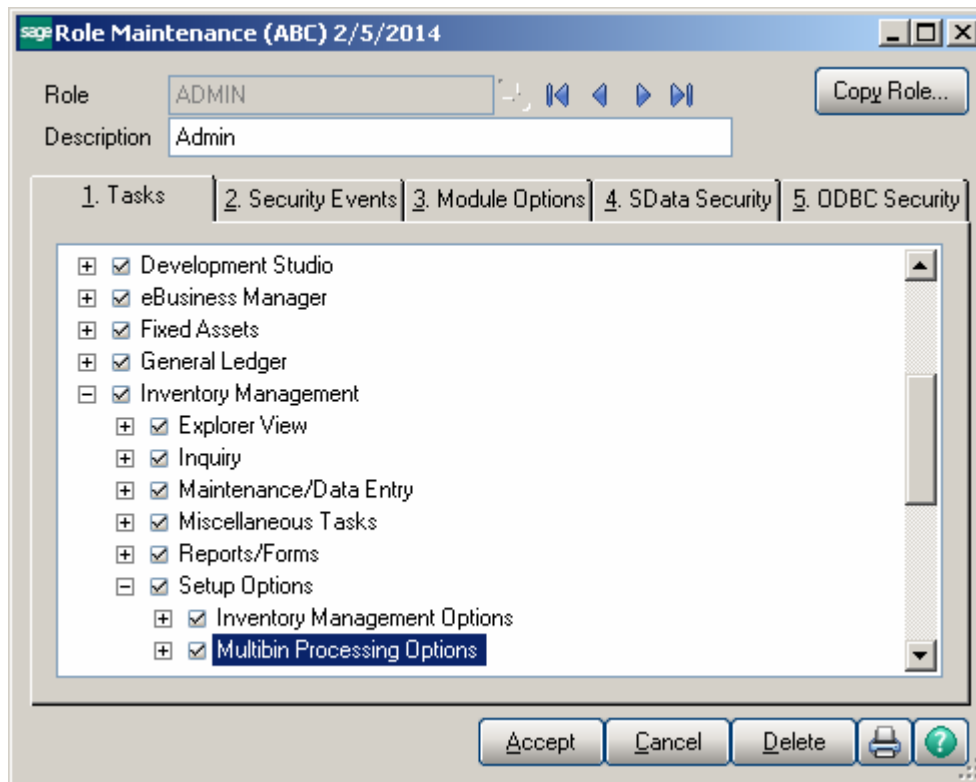 sage Role Maintenance (ABC) 2/5/2014
Role ADMIN Copy Role...
Description Admin
1. Tasks 2. Security Events 3. Module Options 4. SData Security 5. ODBC Security
Development Studio
eBusiness Manager
Fixed Assets
General Ledger
Inventory Management
Explorer View
Inquiry
Maintenance/Data Entry
Miscellaneous Tasks
Reports/Forms
Setup Options
Inventory Management Options
Multibin Processing Options
Accept Cancel Delete ?